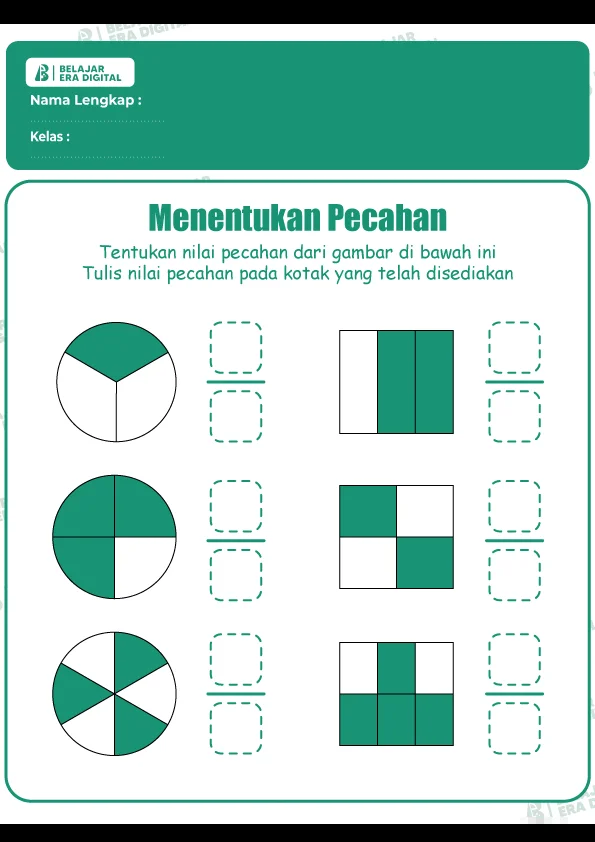 BELAJAR
ERA DIGITAL
Nama Lengkap :
Kelas :
Menentukan Pecahan
Tentukan nilai pecahan dari gambar di bawah ini
Tulis nilai pecahan pada kotak yang telah disediakan